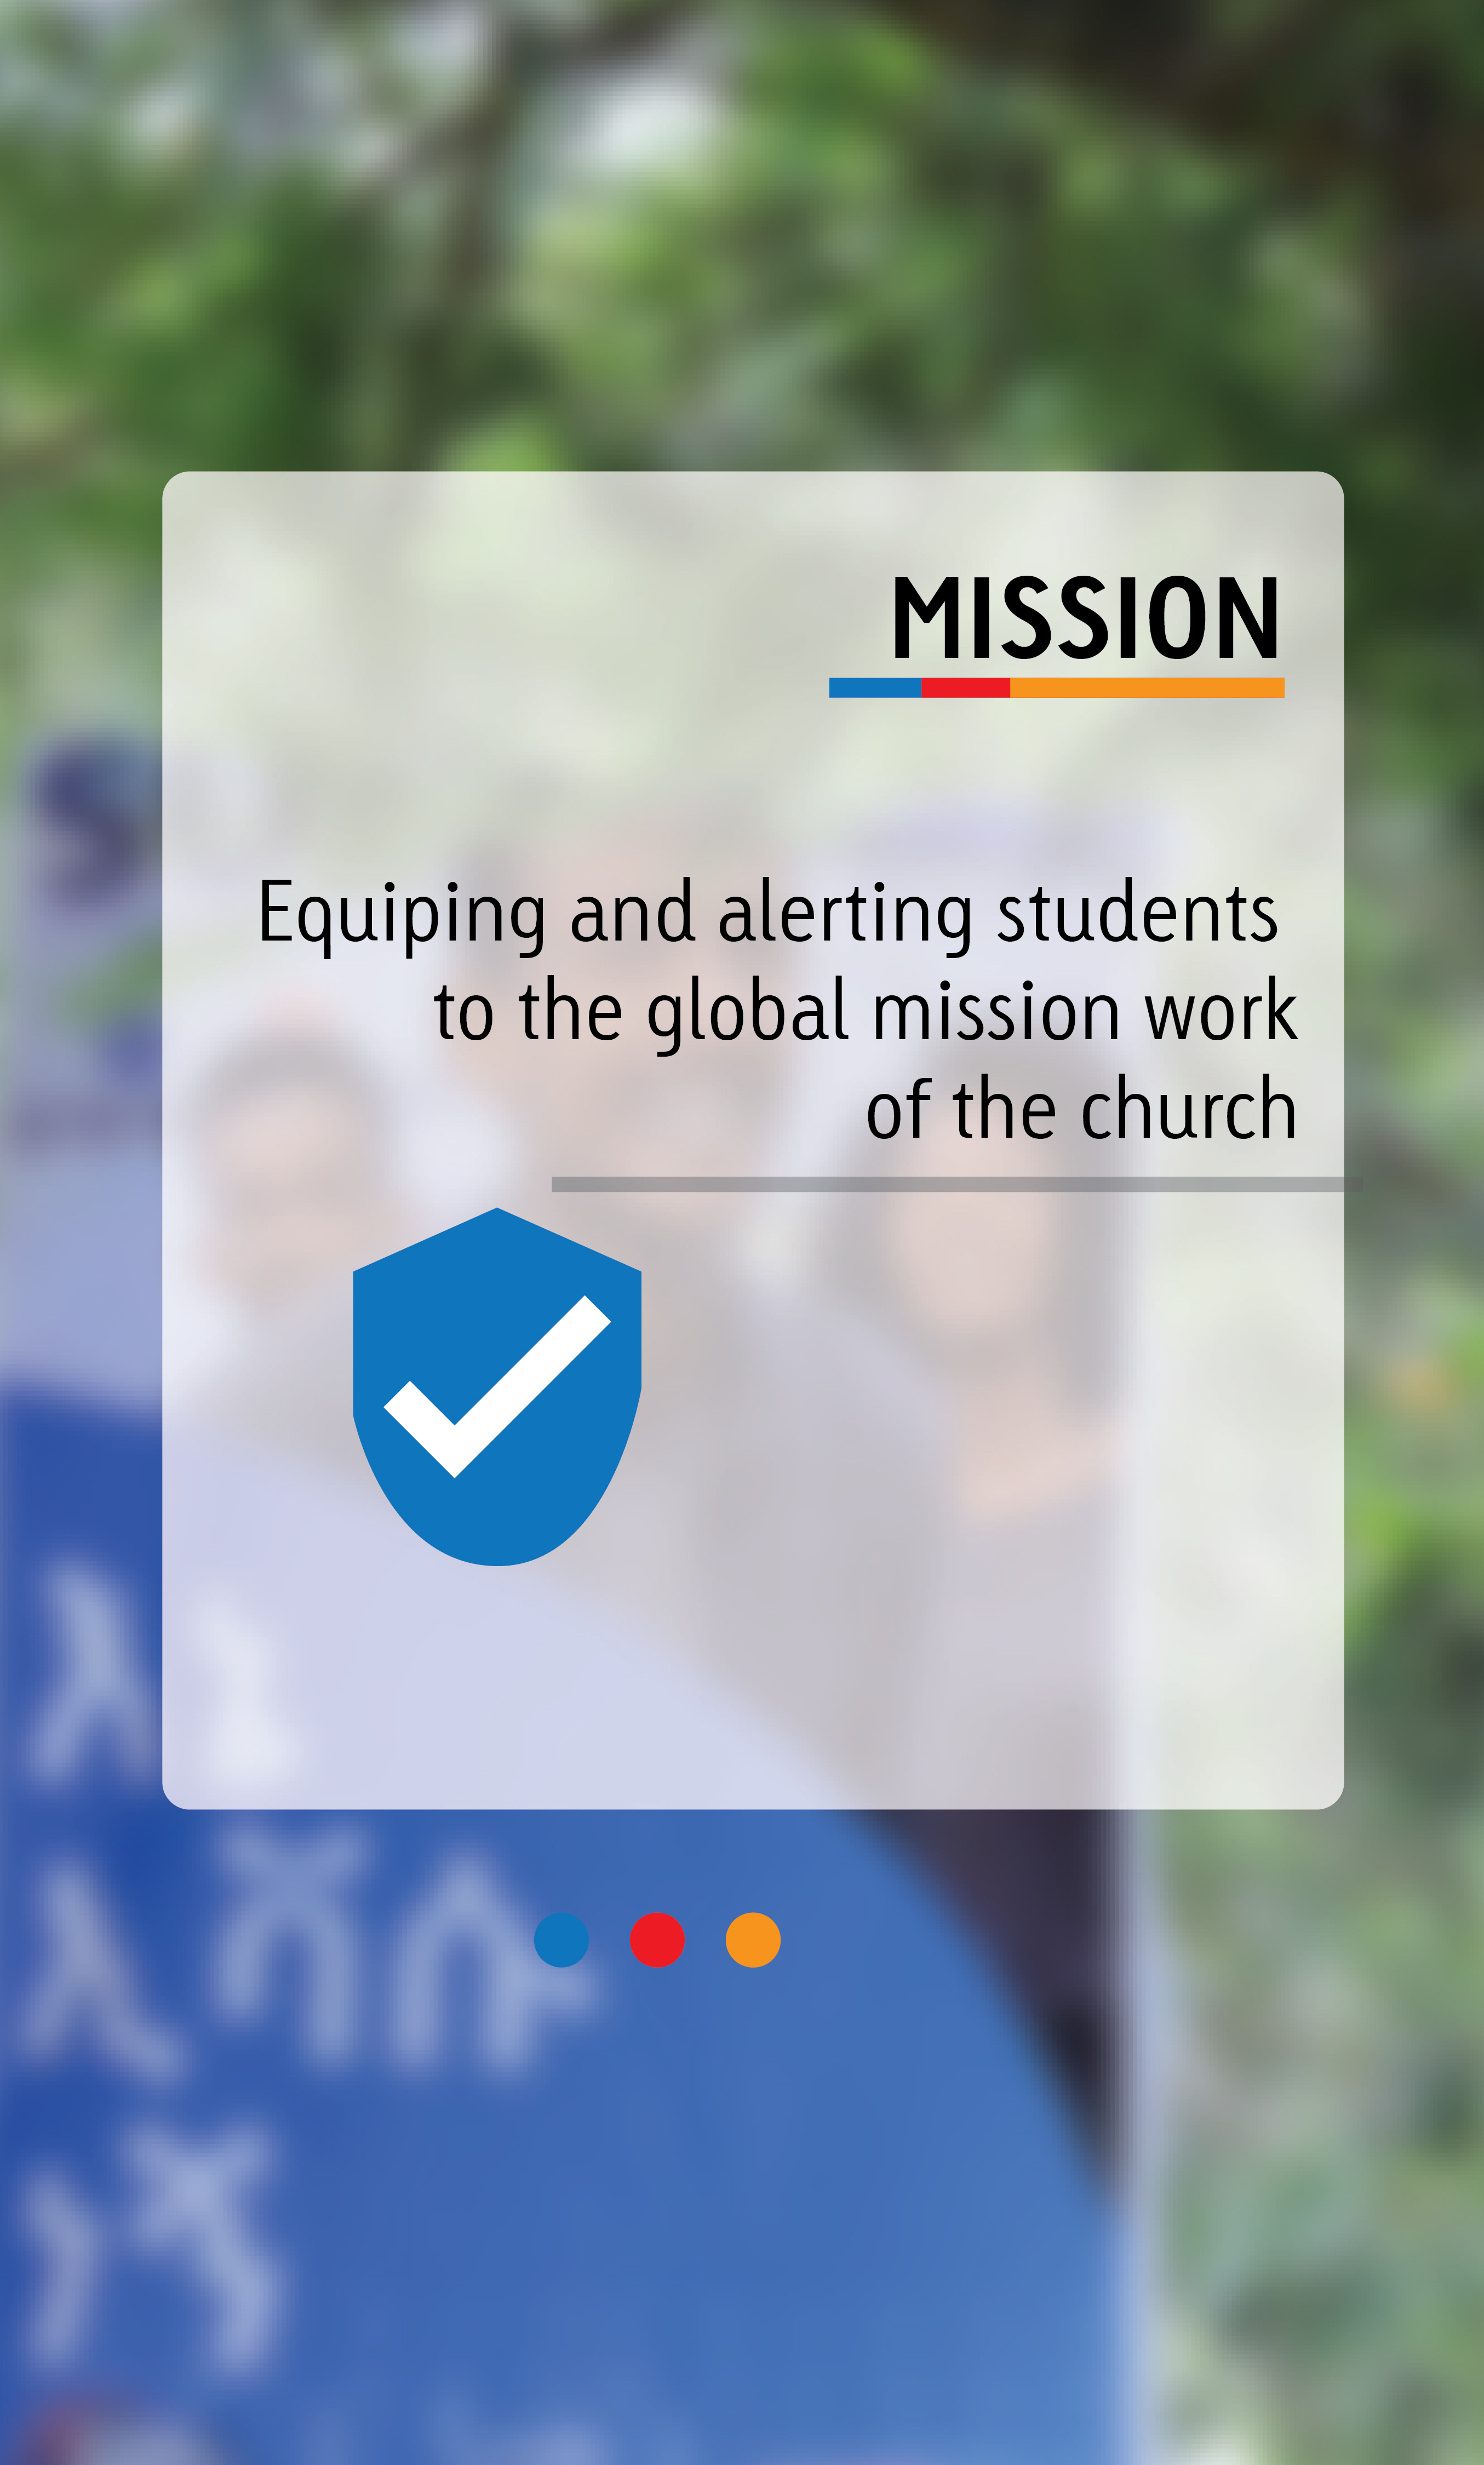 MISSION
Equiping and alerting students
to the global mission work
of the church